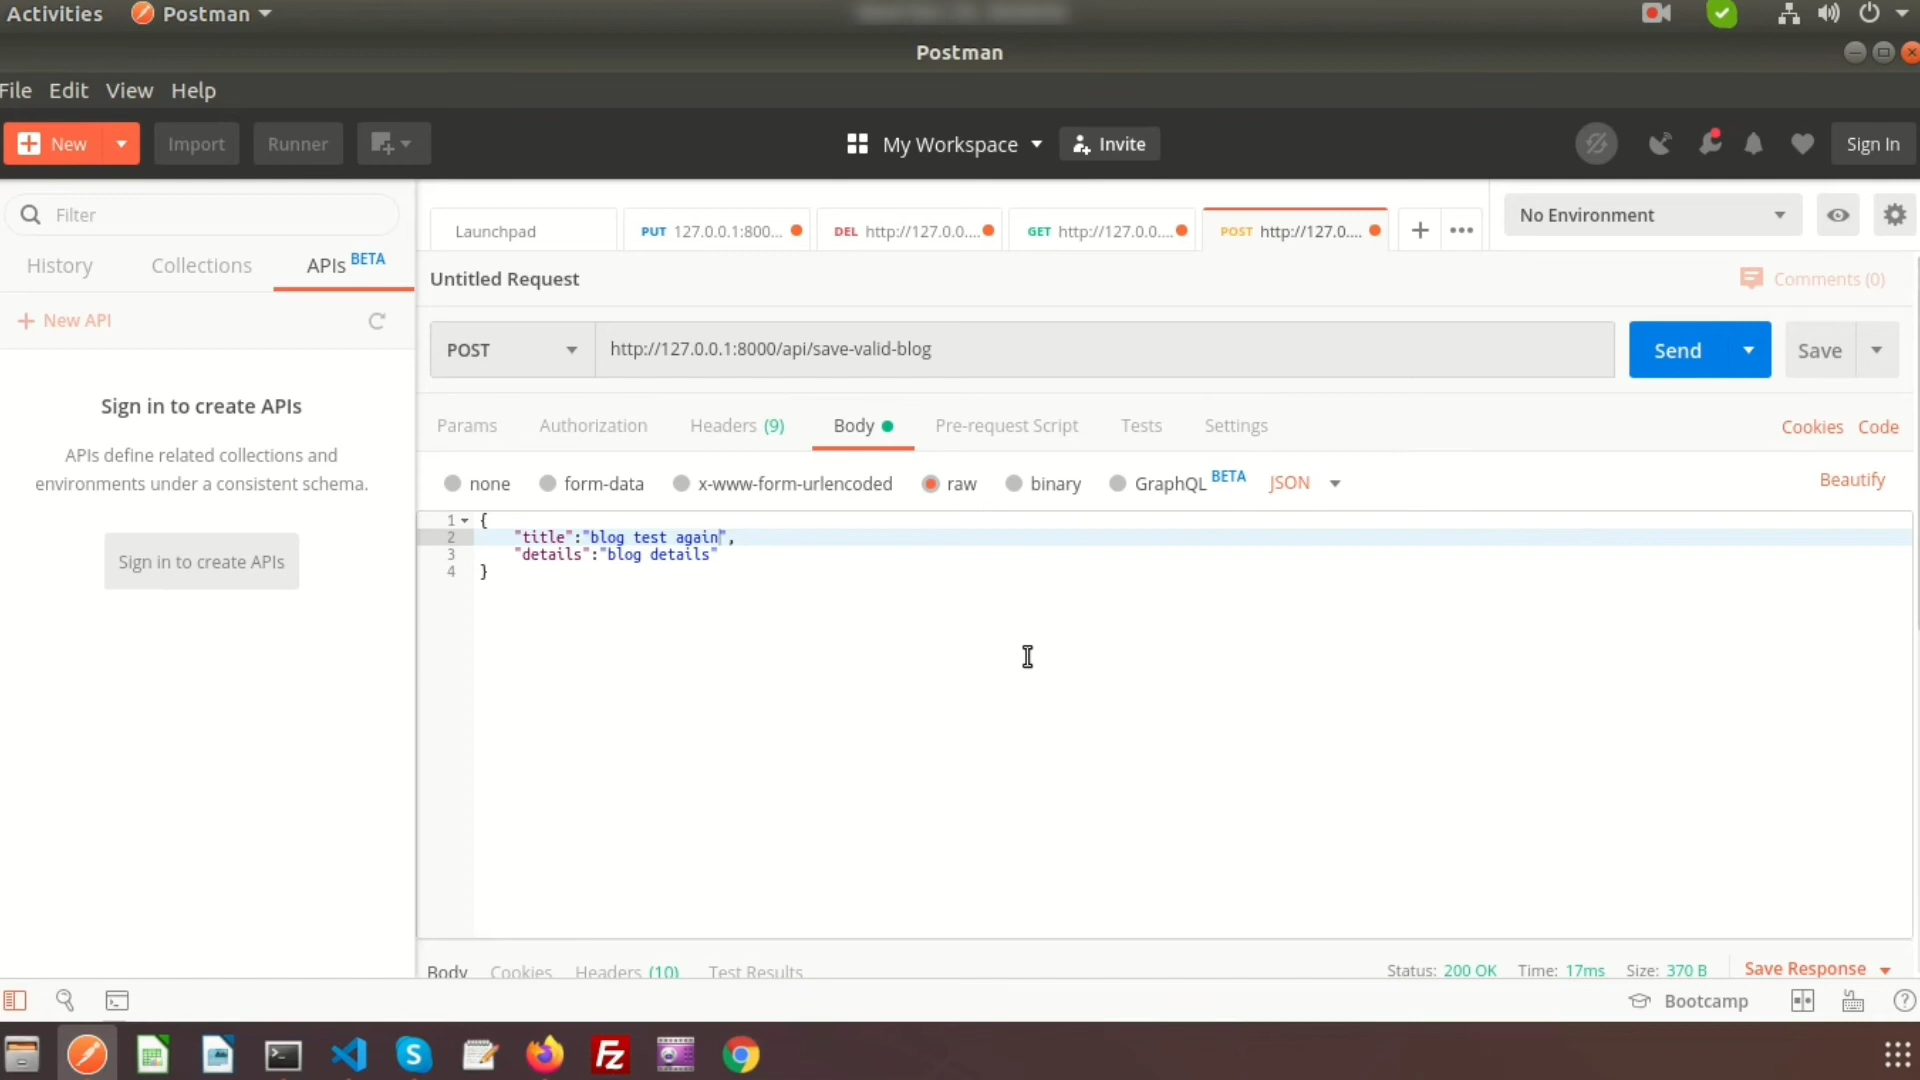 Activities Postman
Postman
File Edit View Help
New Import Runner My Workspace Invite Sign In
Filter
Launchpad PUT 127.0.0.1:800... DEL http://127.0.0.... GET http://127.0.0.... POST http://127.0.... No Environment
History Collections APIs BETA
Untitled Request Comments (0)
New API
POST http://127.0.0.1:8000/api/save-valid-blog Send Save
Sign in to create APIs
APIs define related collections and
environments under a consistent schema.
Sign in to create APIs
Params Authorization Headers (9) Body Pre-request Script Tests Settings Cookies Code
none form-data x-www-form-urlencoded raw binary GraphQL BETA JSON Beautify
1 {
2 "title":"blog test again",
3 "details":"blog details"
4 }
Body Cookies Headers (10) Test Results Status: 200 OK Time: 17ms Size: 370 B Save Response
Bootcamp